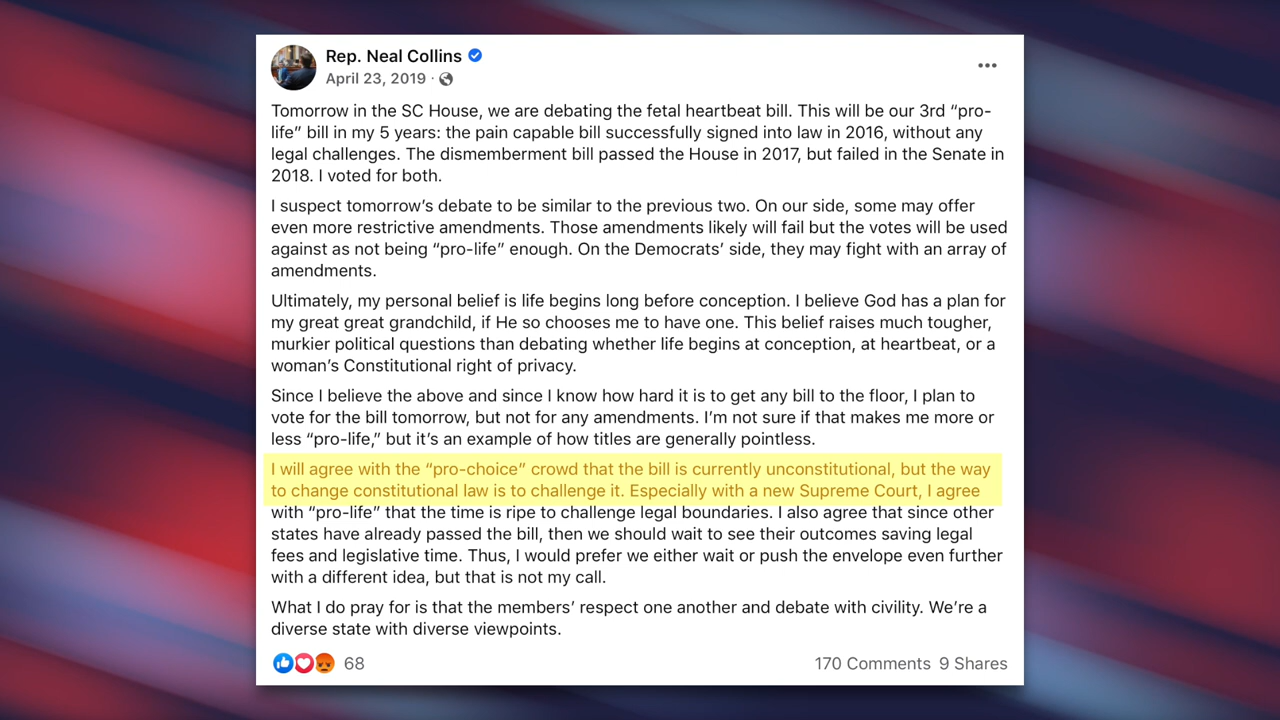 Rep. Neal Collins
April 23, 2019 ·
Tomorrow in the SC House, we are debating the fetal heartbeat bill. This will be our 3rd “pro-
life” bill in my 5 years: the pain capable bill successfully signed into law in 2016, without any
legal challenges. The dismemberment bill passed the House in 2017, but failed in the Senate in
2018. I voted for both.
I suspect tomorrow’s debate to be similar to the previous two. On our side, some may offer
even more restrictive amendments. Those amendments likely will fail but the votes will be used
against as not being “pro-life” enough. On the Democrats’ side, they may fight with an array of
amendments.
Ultimately, my personal belief is life begins long before conception. I believe God has a plan for
my great great grandchild, if He so chooses me to have one. This belief raises much tougher,
murkier political questions than debating whether life begins at conception, at heartbeat, or a
woman’s Constitutional right of privacy.
Since I believe the above and since I know how hard it is to get any bill to the floor, I plan to
vote for the bill tomorrow, but not for any amendments. I’m not sure if that makes me more or
less “pro-life,” but it’s an example of how titles are generally pointless.
I will agree with the “pro-choice” crowd that the bill is currently unconstitutional, but the way
to change constitutional law is to challenge it. Especially with a new Supreme Court, I agree
with “pro-life” that the time is ripe to challenge legal boundaries. I also agree that since other
states have already passed the bill, then we should wait to see their outcomes saving legal
fees and legislative time. Thus, I would prefer we either wait or push the envelope even further
with a different idea, but that is not my call.
What I do pray for is that the members’ respect one another and debate with civility. We’re a
diverse state with diverse viewpoints.
68 170 Comments 9 Shares